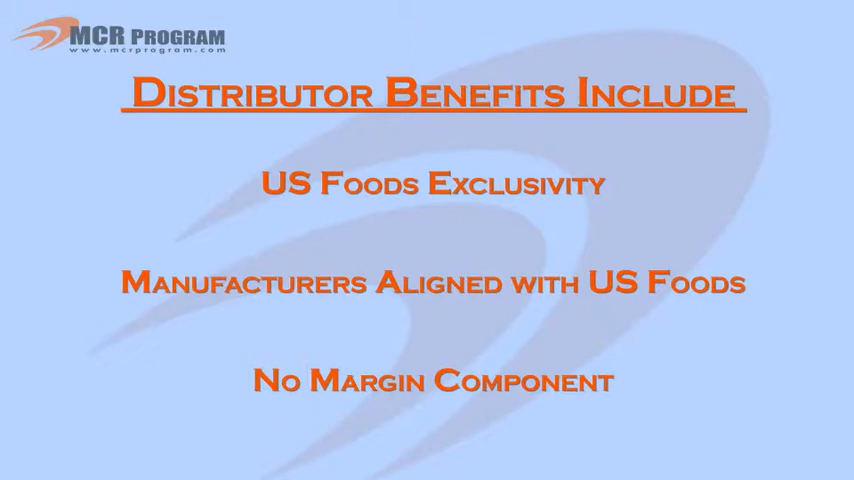 MCR PROGRAM
www.mcrprogram.com
DISTRIBUTOR BENEFITS INCLUDE
US FOODS EXCLUSIVITY
MANUFACTURERS ALIGNED WITH US FOODS
NO MARGIN COMPONENT